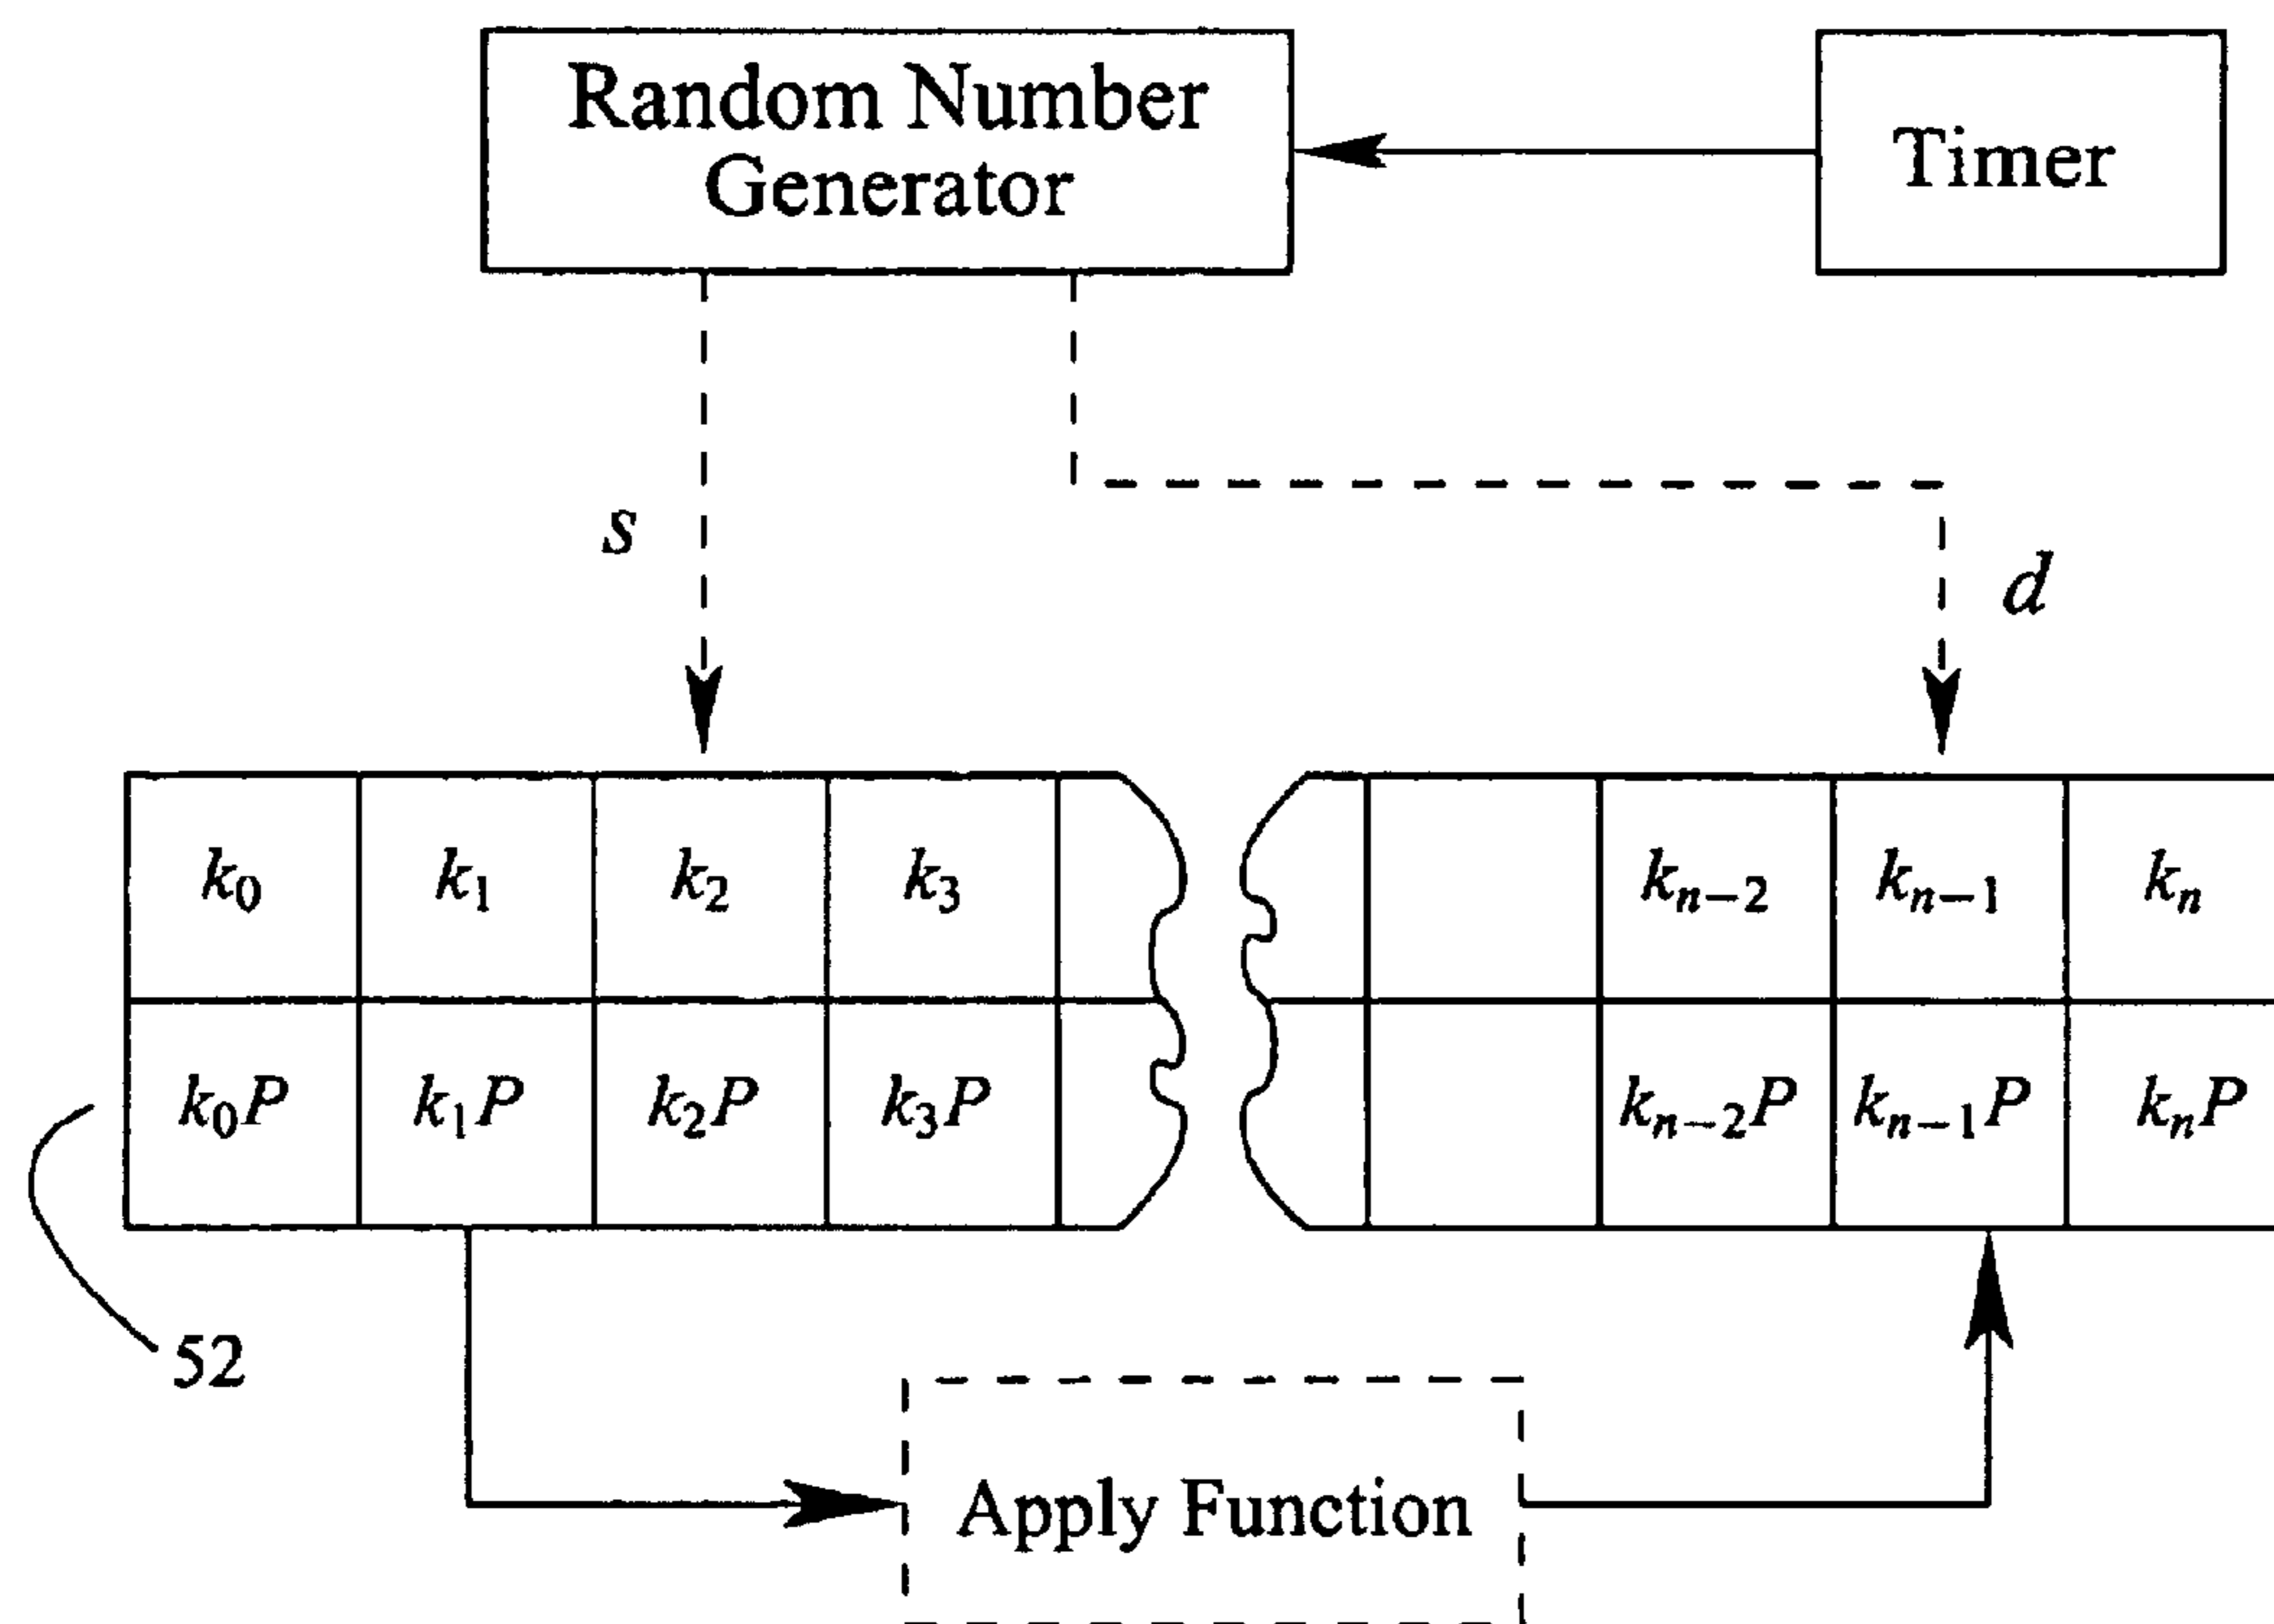 Random Number
Generator
Timer
s
d
k₀ k₁ k₂ k₃ kₙ₋₂ kₙ₋₁ kₙ
k₀P k₁P k₂P k₃P kₙ₋₂P kₙ₋₁P kₙP
52
Apply Function